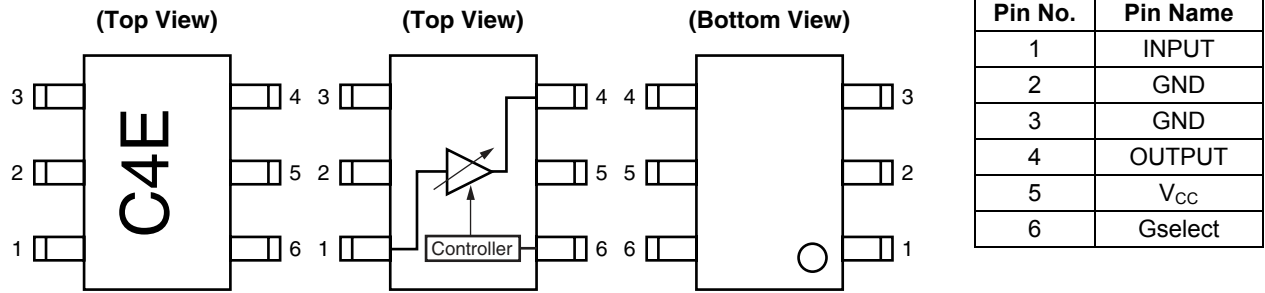 (Top View)
3
4
2
5
1
6
C4E
(Top View)
3
4
2
5
1
6
Controller
(Bottom View)
4
3
5
2
6
1
Pin No. Pin Name
1 INPUT
2 GND
3 GND
4 OUTPUT
5 VCC
6 Gselect